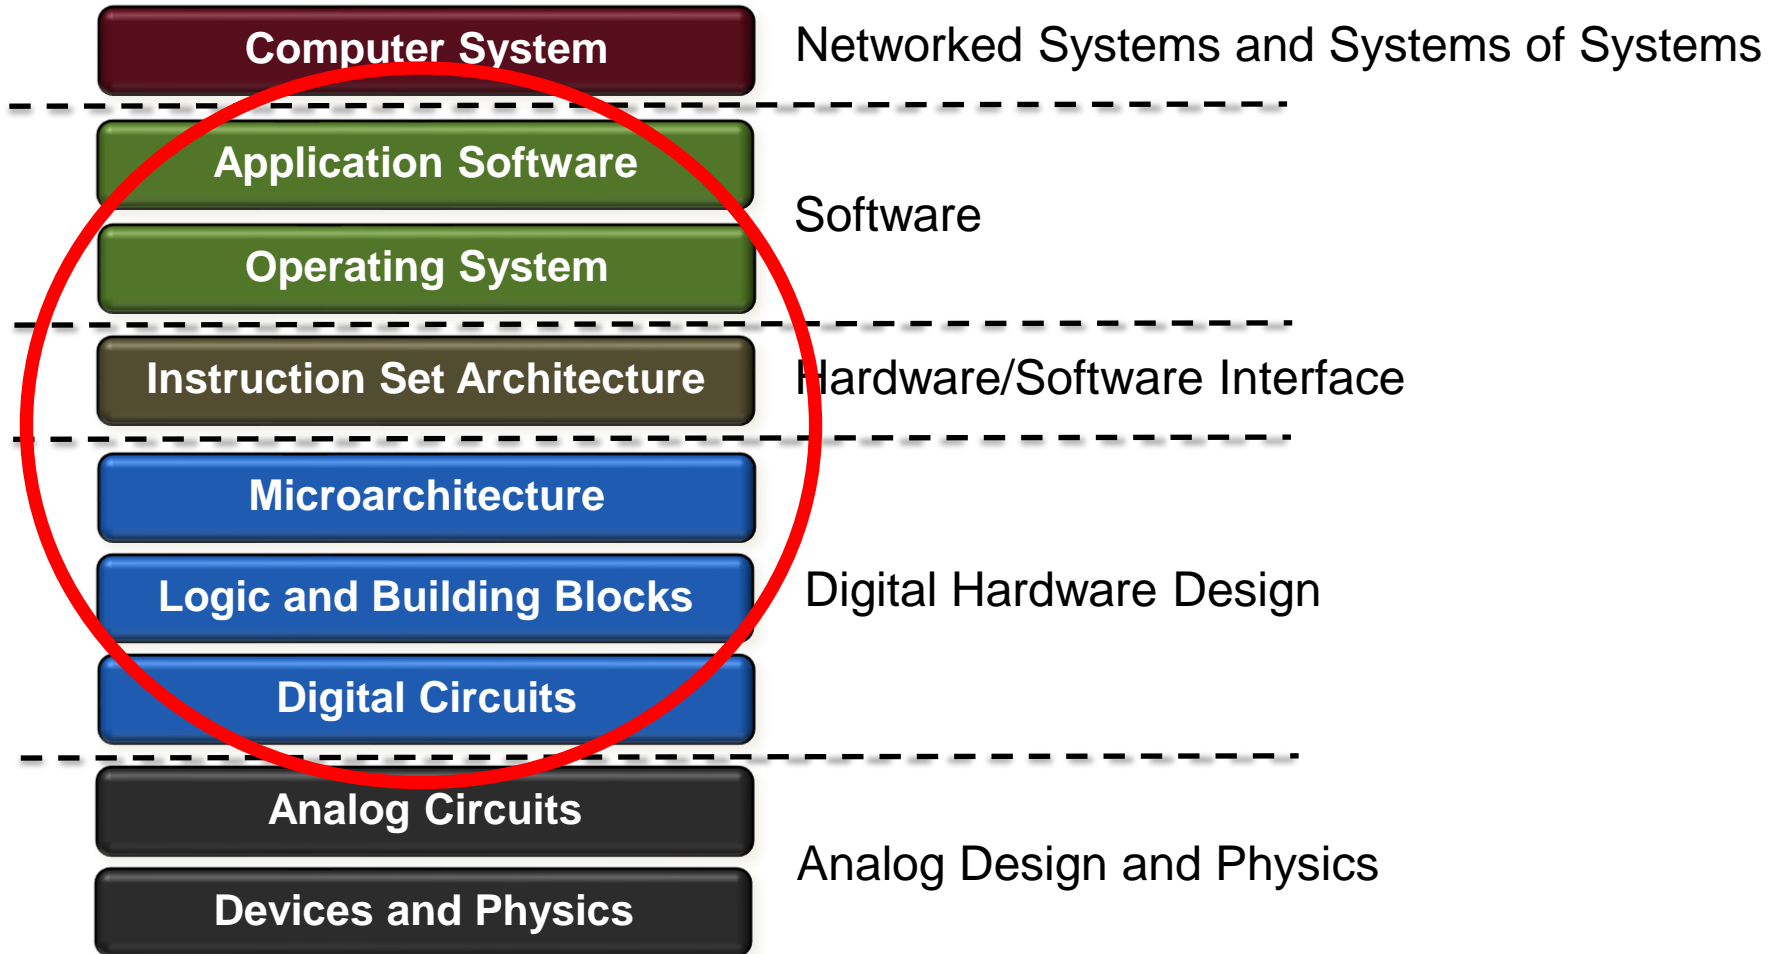 Computer System
Networked Systems and Systems of Systems
Application Software
Software
Operating System
Instruction Set Architecture
Hardware/Software Interface
Microarchitecture
Logic and Building Blocks
Digital Hardware Design
Digital Circuits
Analog Circuits
Analog Design and Physics
Devices and Physics